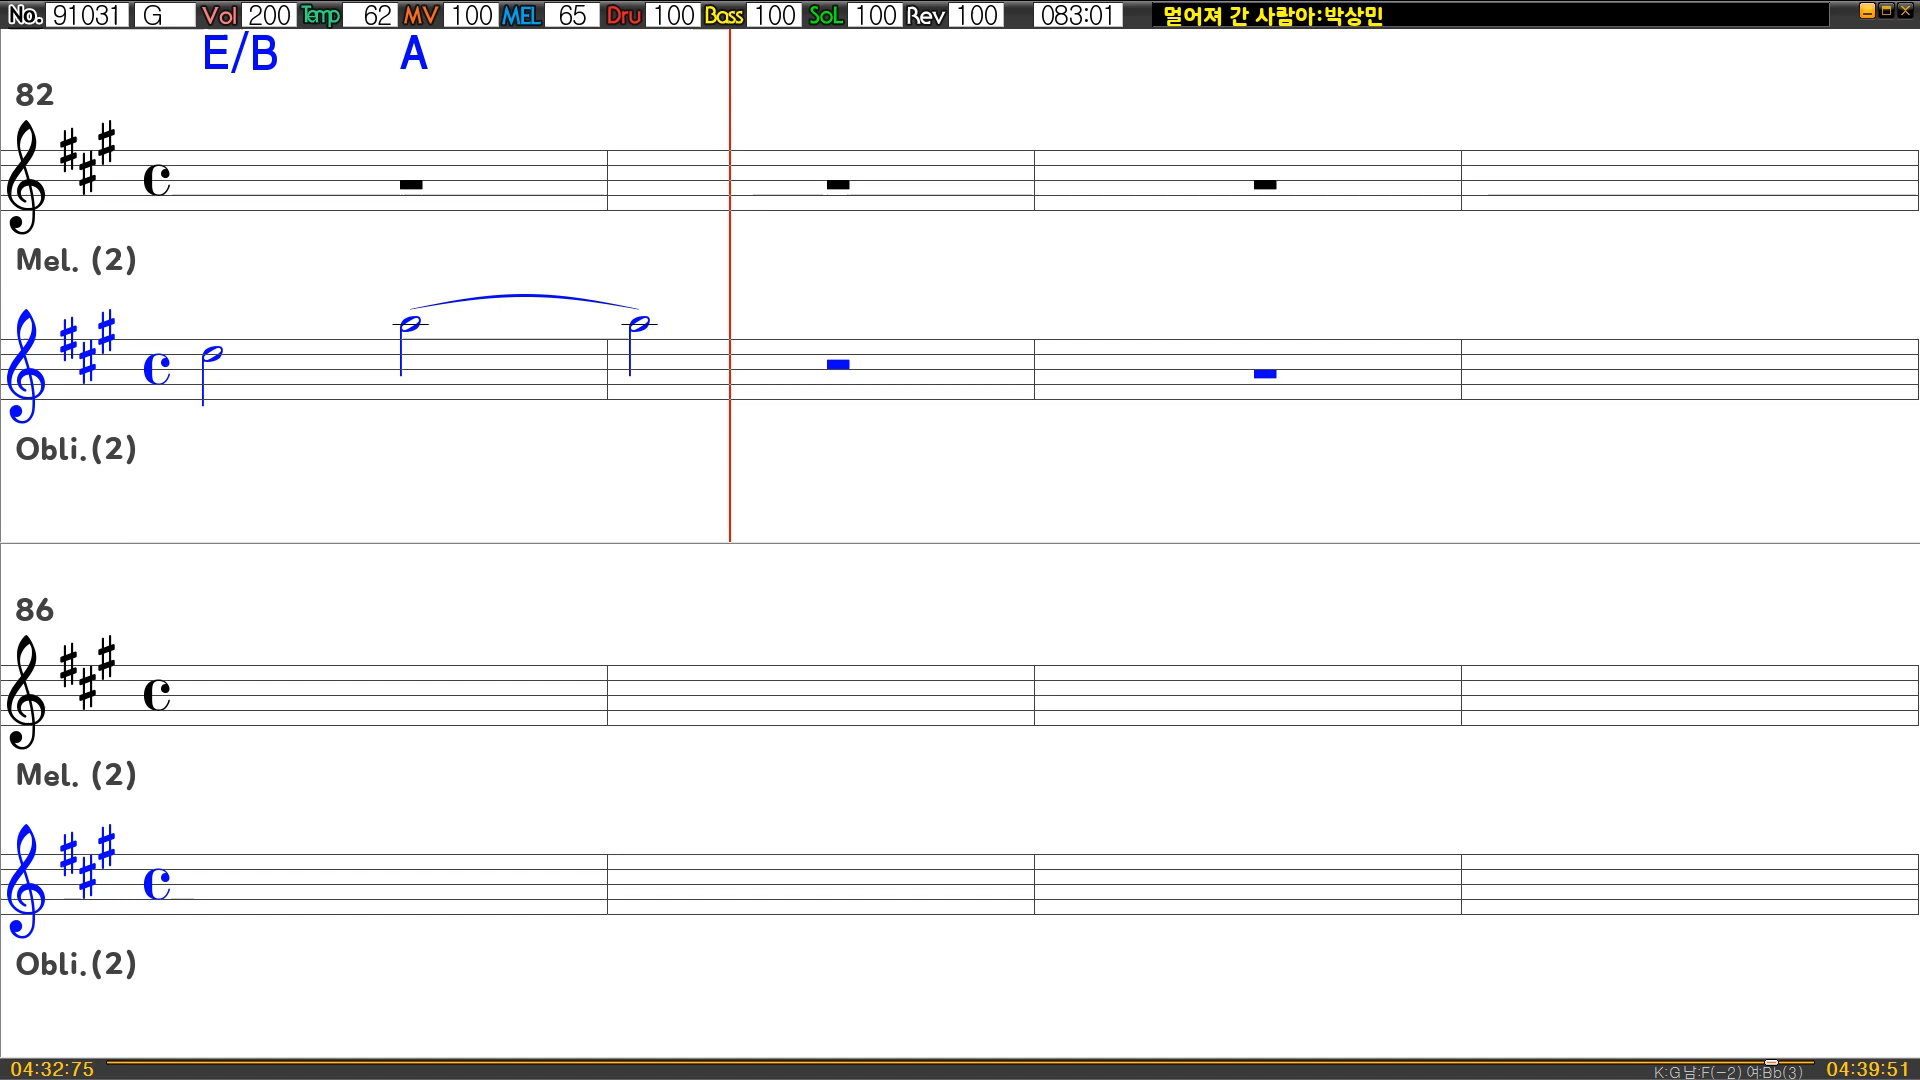 No. 91031 G Vol 200 Temp 62 MV 100 MEL 65 Dru 100 Bass 100 SoL 100 Rev 100 083:01 멀어져 간 사람아:박상민
E/B A
82
Mel. (2)
Obli.(2)
86
Mel. (2)
Obli.(2)
04:32:75 K:G 남:F(-2) 여:Bb(3) 04:39:51